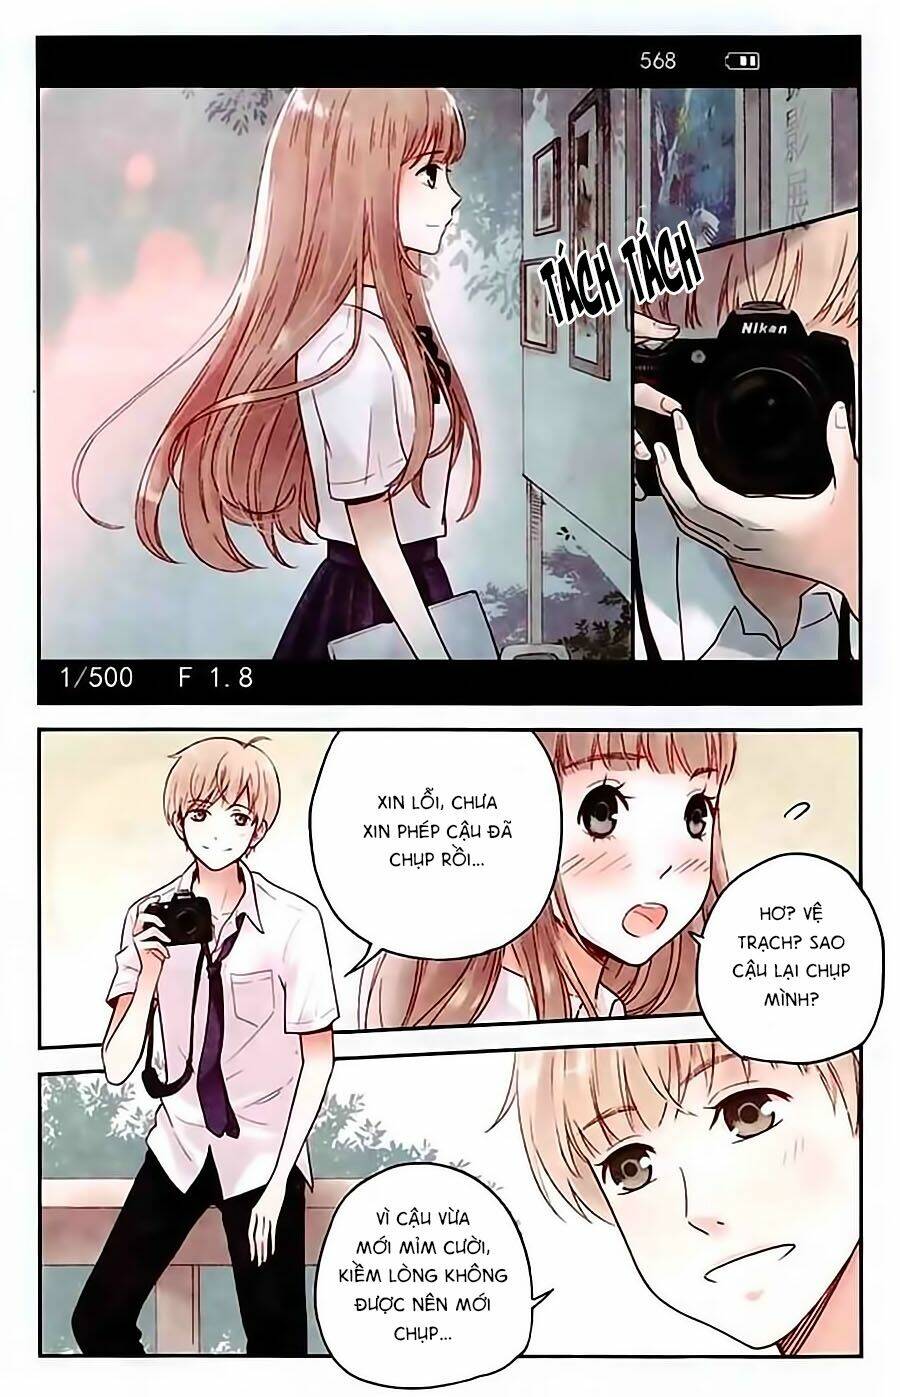 568
影展
TÁCH TÁCH
Nikon
1/500 F 1.8
XIN LỖI, CHƯA
XIN PHÉP CẬU ĐÃ
CHỤP RỒI...
HƠ? VỆ
TRẠCH? SAO
CẬU LẠI CHỤP
MÌNH?
VÌ CẬU VỪA
MỚI MỈM CƯỜI,
KIỀM LÒNG KHÔNG
ĐƯỢC NÊN MỚI
CHỤP...